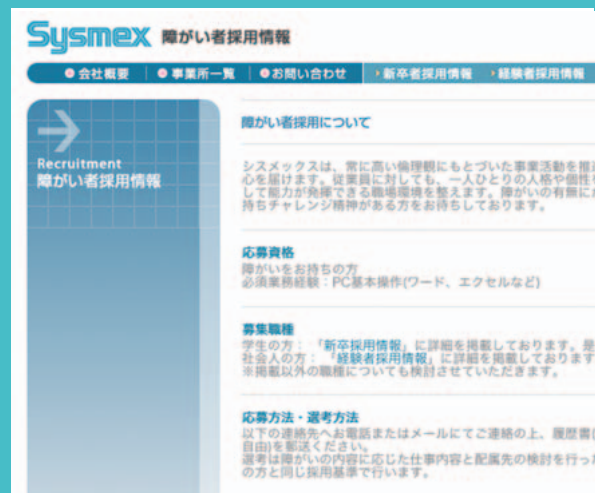 Sysmex 障がい者採用情報
会社概要 事業所一覧 お問い合わせ 新卒者採用情報 経験者採用情報
Recruitment
障がい者採用情報
障がい者採用について
シスメックスは、常に高い倫理観にもとづいた事業活動を推
心を届けます。従業員に対しても、一人ひとりの人格や個性
して能力が発揮できる職場環境を整えます。障がいの有無に
持ちチャレンジ精神がある方をお待ちしております。
応募資格
障がいをお持ちの方
必須業務経験：PC基本操作(ワード、エクセルなど)
募集職種
学生の方：「新卒採用情報」に詳細を掲載しております。是
社会人の方：「経験者採用情報」に詳細を掲載しております
※掲載以外の職種についても検討させていただきます。
応募方法・選考方法
以下の連絡先へお電話またはメールにてご連絡の上、履歴書(
自由)を郵送ください。
選考は障がいの内容に応じた仕事内容と配属先の検討を行っ
の方と同じ採用基準で行います。